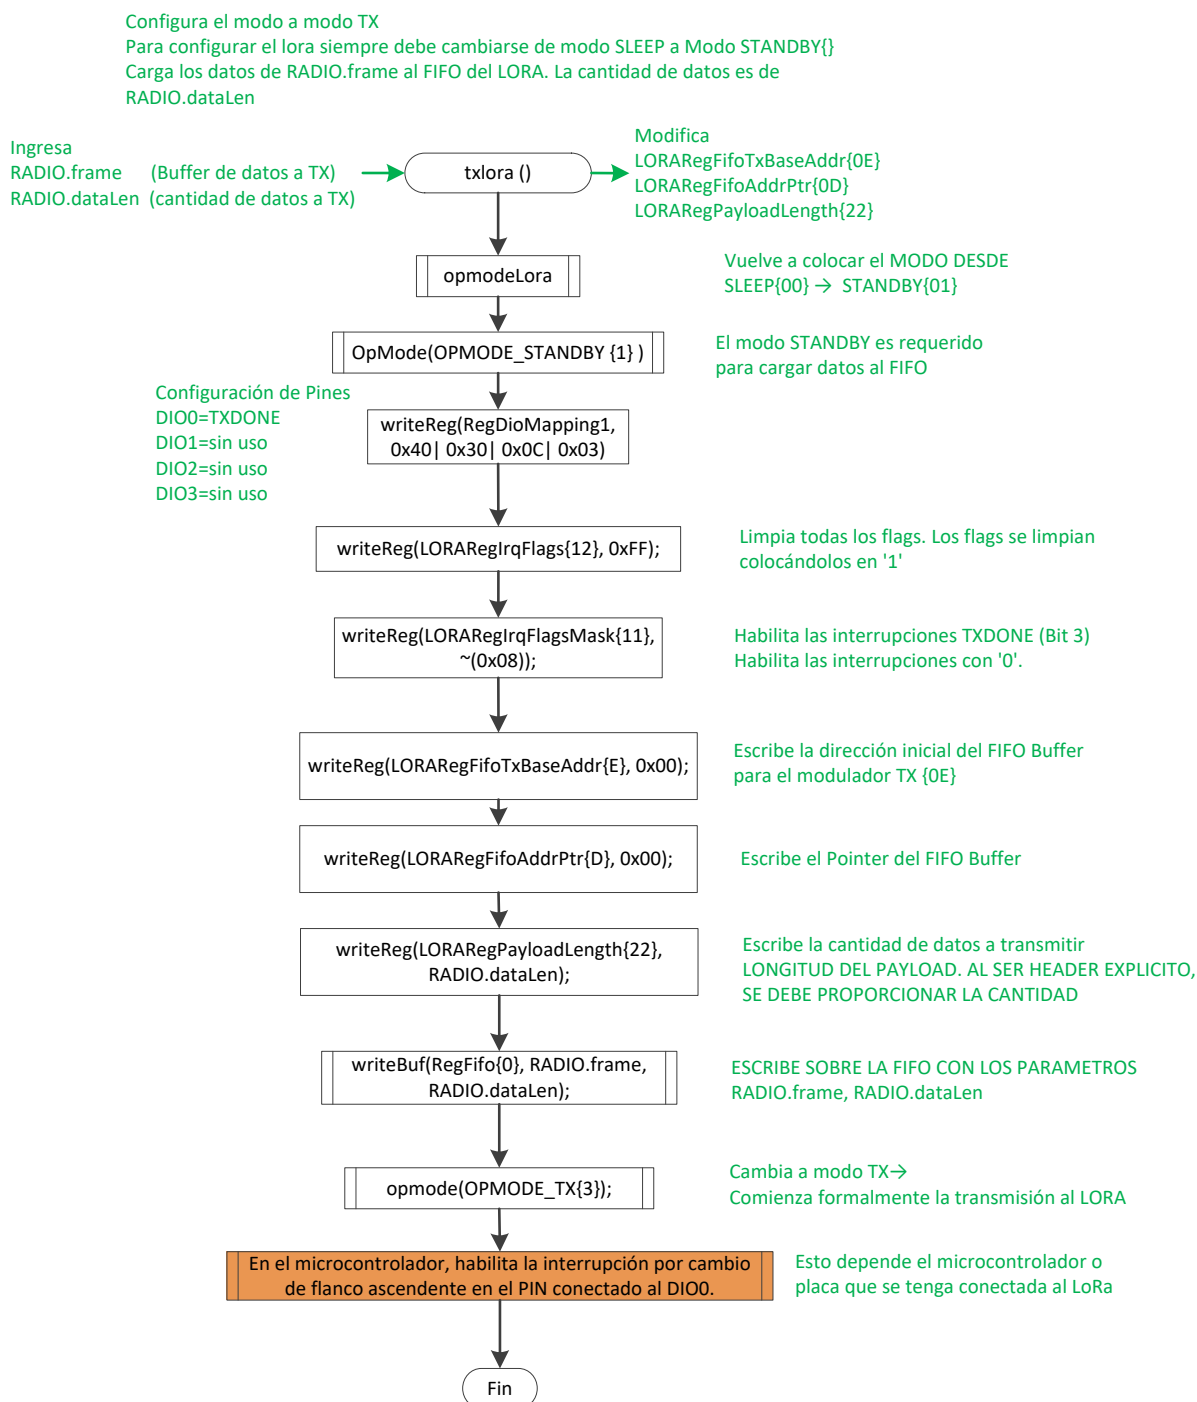 Configura el modo a modo TX
Para configurar el lora siempre debe cambiarse de modo SLEEP a Modo STANDBY{}
Carga los datos de RADIO.frame al FIFO del LORA. La cantidad de datos es de
RADIO.dataLen
Ingresa
RADIO.frame (Buffer de datos a TX)
RADIO.dataLen (cantidad de datos a TX)
txlora ()
Modifica
LORARegFifoTxBaseAddr{0E}
LORARegFifoAddrPtr{0D}
LORARegPayloadLength{22}
opmodeLora
Vuelve a colocar el MODO DESDE
SLEEP{00} → STANDBY{01}
OpMode(OPMODE_STANDBY {1} )
El modo STANDBY es requerido
para cargar datos al FIFO
Configuración de Pines
DIO0=TXDONE
DIO1=sin uso
DIO2=sin uso
DIO3=sin uso
writeReg(RegDioMapping1,
0x40| 0x30| 0x0C| 0x03)
writeReg(LORARegIrqFlags{12}, 0xFF);
Limpia todas los flags. Los flags se limpian
colocándolos en '1'
writeReg(LORARegIrqFlagsMask{11},
~(0x08));
Habilita las interrupciones TXDONE (Bit 3)
Habilita las interrupciones con '0'.
writeReg(LORARegFifoTxBaseAddr{E}, 0x00);
Escribe la dirección inicial del FIFO Buffer
para el modulador TX {0E}
writeReg(LORARegFifoAddrPtr{D}, 0x00);
Escribe el Pointer del FIFO Buffer
writeReg(LORARegPayloadLength{22},
RADIO.dataLen);
Escribe la cantidad de datos a transmitir
LONGITUD DEL PAYLOAD. AL SER HEADER EXPLICITO,
SE DEBE PROPORCIONAR LA CANTIDAD
writeBuf(RegFifo{0}, RADIO.frame,
RADIO.dataLen);
ESCRIBE SOBRE LA FIFO CON LOS PARAMETROS
RADIO.frame, RADIO.dataLen
opmode(OPMODE_TX{3});
Cambia a modo TX→
Comienza formalmente la transmisión al LORA
En el microcontrolador, habilita la interrupción por cambio
de flanco ascendente en el PIN conectado al DIO0.
Esto depende el microcontrolador o
placa que se tenga conectada al LoRa
Fin